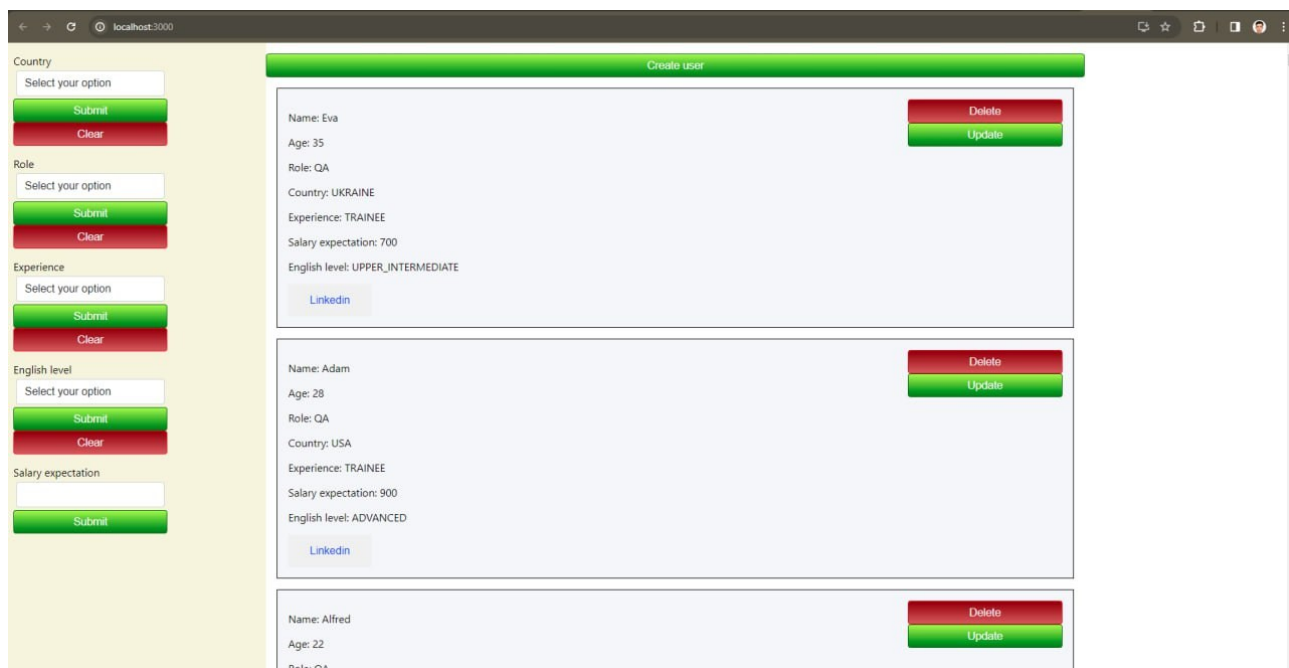 localhost:3000
Country
Select your option
Submit
Clear
Role
Select your option
Submit
Clear
Experience
Select your option
Submit
Clear
English level
Select your option
Submit
Clear
Salary expectation
Submit
Create user
Name: Eva
Age: 35
Role: QA
Country: UKRAINE
Experience: TRAINEE
Salary expectation: 700
English level: UPPER_INTERMEDIATE
Linkedin
Delete
Update
Name: Adam
Age: 28
Role: QA
Country: USA
Experience: TRAINEE
Salary expectation: 900
English level: ADVANCED
Linkedin
Delete
Update
Name: Alfred
Age: 22
Role: QA
Delete
Update